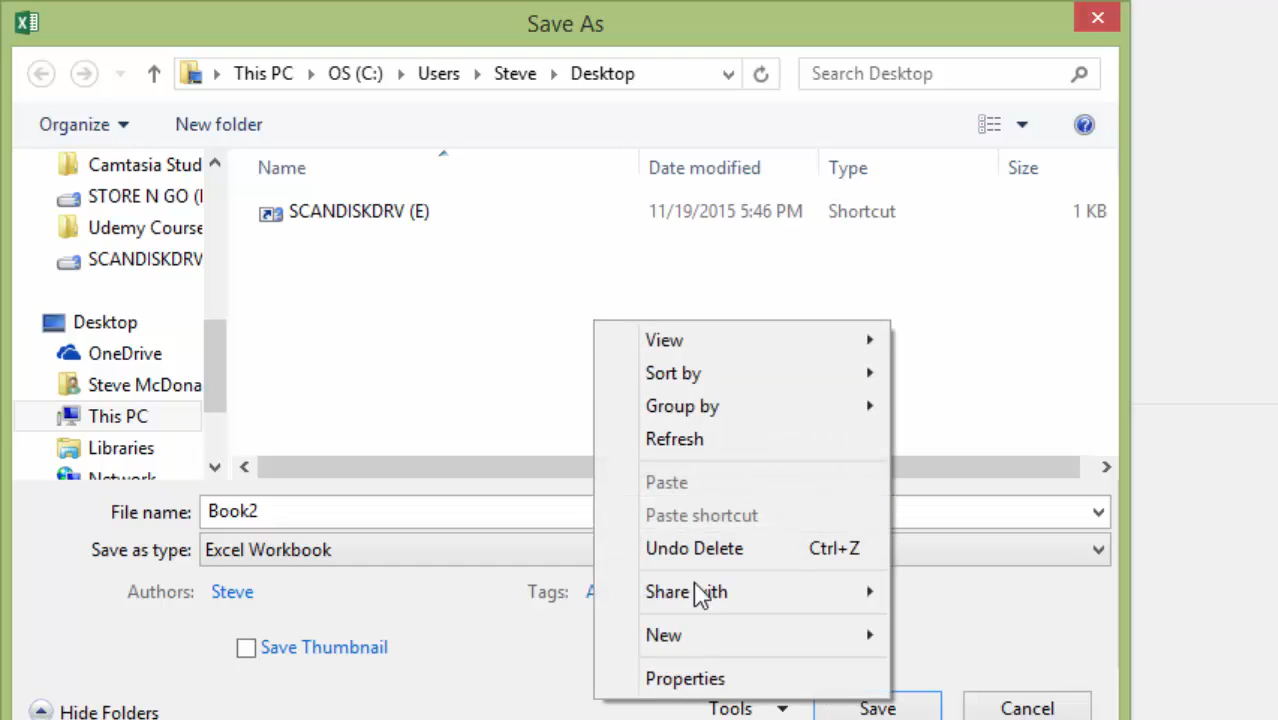 Save As
This PC OS (C:) Users Steve Desktop
Search Desktop
Organize New folder
Name Date modified Type Size
Camtasia Stud
STORE N GO (
SCANDISKDRV (E) 11/19/2015 5:46 PM Shortcut 1 KB
Udemy Course
SCANDISKDRV
Desktop
OneDrive
Steve McDona
This PC
Libraries
Network
View
Sort by
Group by
Refresh
Paste
Paste shortcut
Undo Delete Ctrl+Z
Share with
New
Properties
File name: Book2
Save as type: Excel Workbook
Authors: Steve Tags: A
Save Thumbnail
Hide Folders Tools Save Cancel